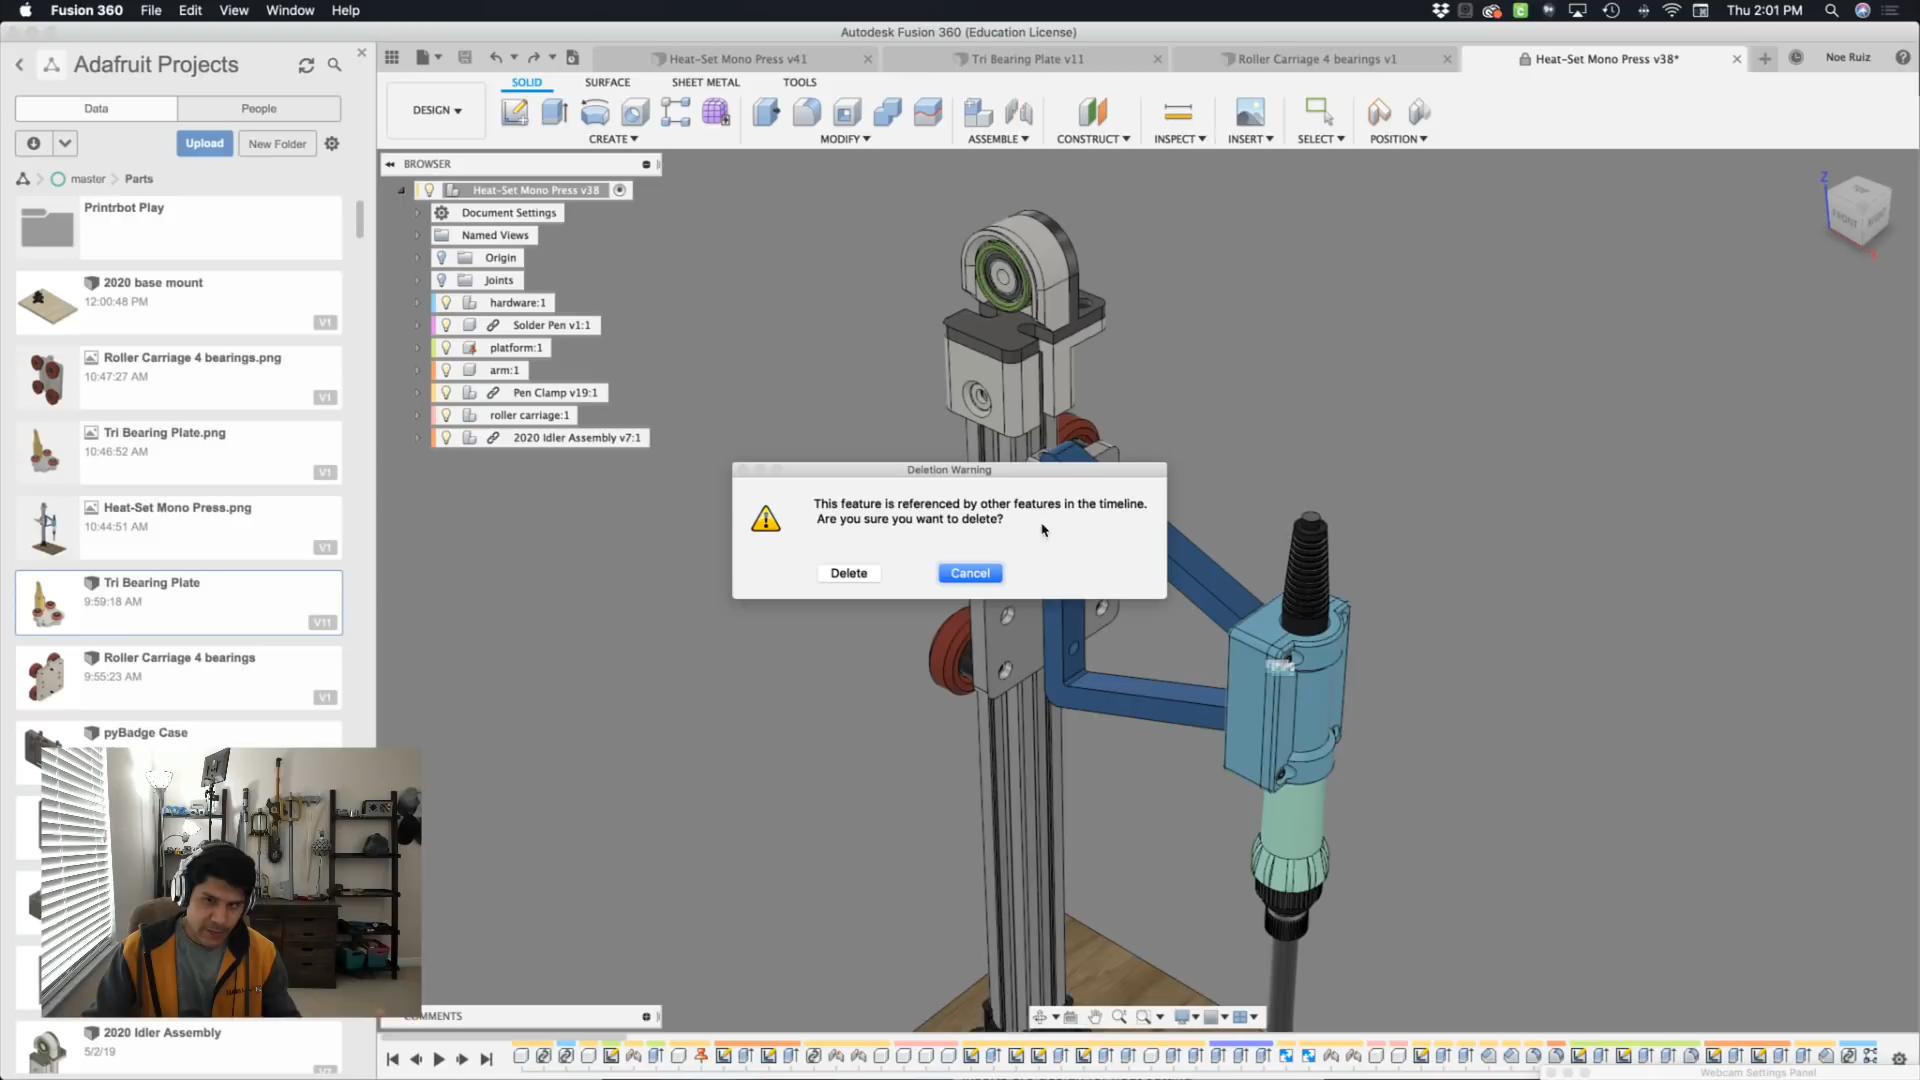 Fusion 360 File Edit View Window Help Thu 2:01 PM
Autodesk Fusion 360 (Education License)
Adafruit Projects
Heat-Set Mono Press v41 Tri Bearing Plate v11 Roller Carriage 4 bearings v1 Heat-Set Mono Press v38* Noe Ruiz
SOLID SURFACE SHEET METAL TOOLS
Data People
DESIGN
CREATE MODIFY ASSEMBLE CONSTRUCT INSPECT INSERT SELECT POSITION
Upload New Folder
BROWSER
master Parts
Heat-Set Mono Press v38
Document Settings
Named Views
Origin
Joints
hardware:1
Solder Pen v1:1
platform:1
arm:1
Pen Clamp v19:1
roller carriage:1
2020 Idler Assembly v7:1
Printrbot Play
2020 base mount
12:00:48 PM
V1
Roller Carriage 4 bearings.png
10:47:27 AM
V1
Tri Bearing Plate.png
10:46:52 AM
V1
Heat-Set Mono Press.png
10:44:51 AM
V1
Tri Bearing Plate
9:59:18 AM
V11
Roller Carriage 4 bearings
9:55:23 AM
V1
pyBadge Case
2020 Idler Assembly
5/2/19
Z
FRONT
RIGHT
X
Deletion Warning
This feature is referenced by other features in the timeline.
Are you sure you want to delete?
Delete Cancel
COMMENTS
Webcam Settings Panel